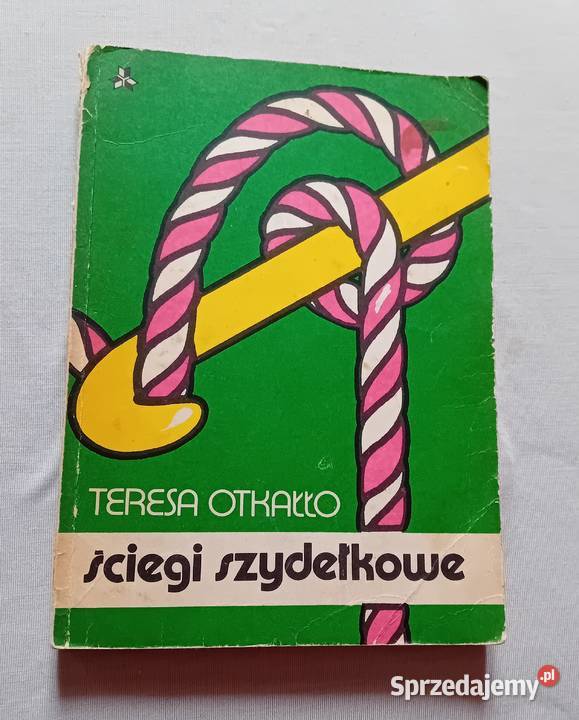 TERESA OTKAŁŁO
ściegi szydełkowe
Sprzedajemy.pl